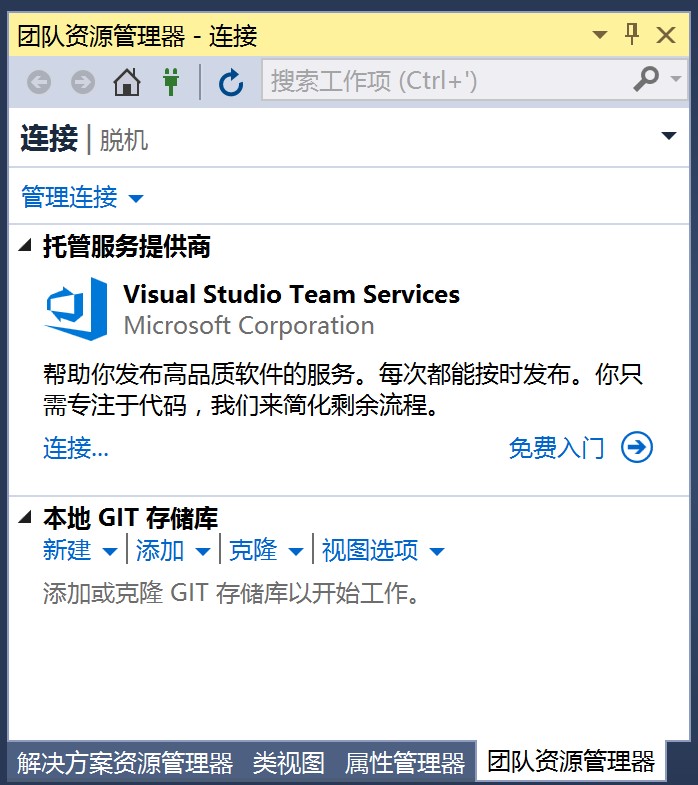 团队资源管理器 - 连接
搜索工作项 (Ctrl+')
连接 | 脱机
管理连接
托管服务提供商
Visual Studio Team Services
Microsoft Corporation
帮助你发布高品质软件的服务。每次都能按时发布。你只
需专注于代码，我们来简化剩余流程。
连接... 免费入门
本地 GIT 存储库
新建 | 添加 | 克隆 | 视图选项
添加或克隆 GIT 存储库以开始工作。
解决方案资源管理器 类视图 属性管理器 团队资源管理器